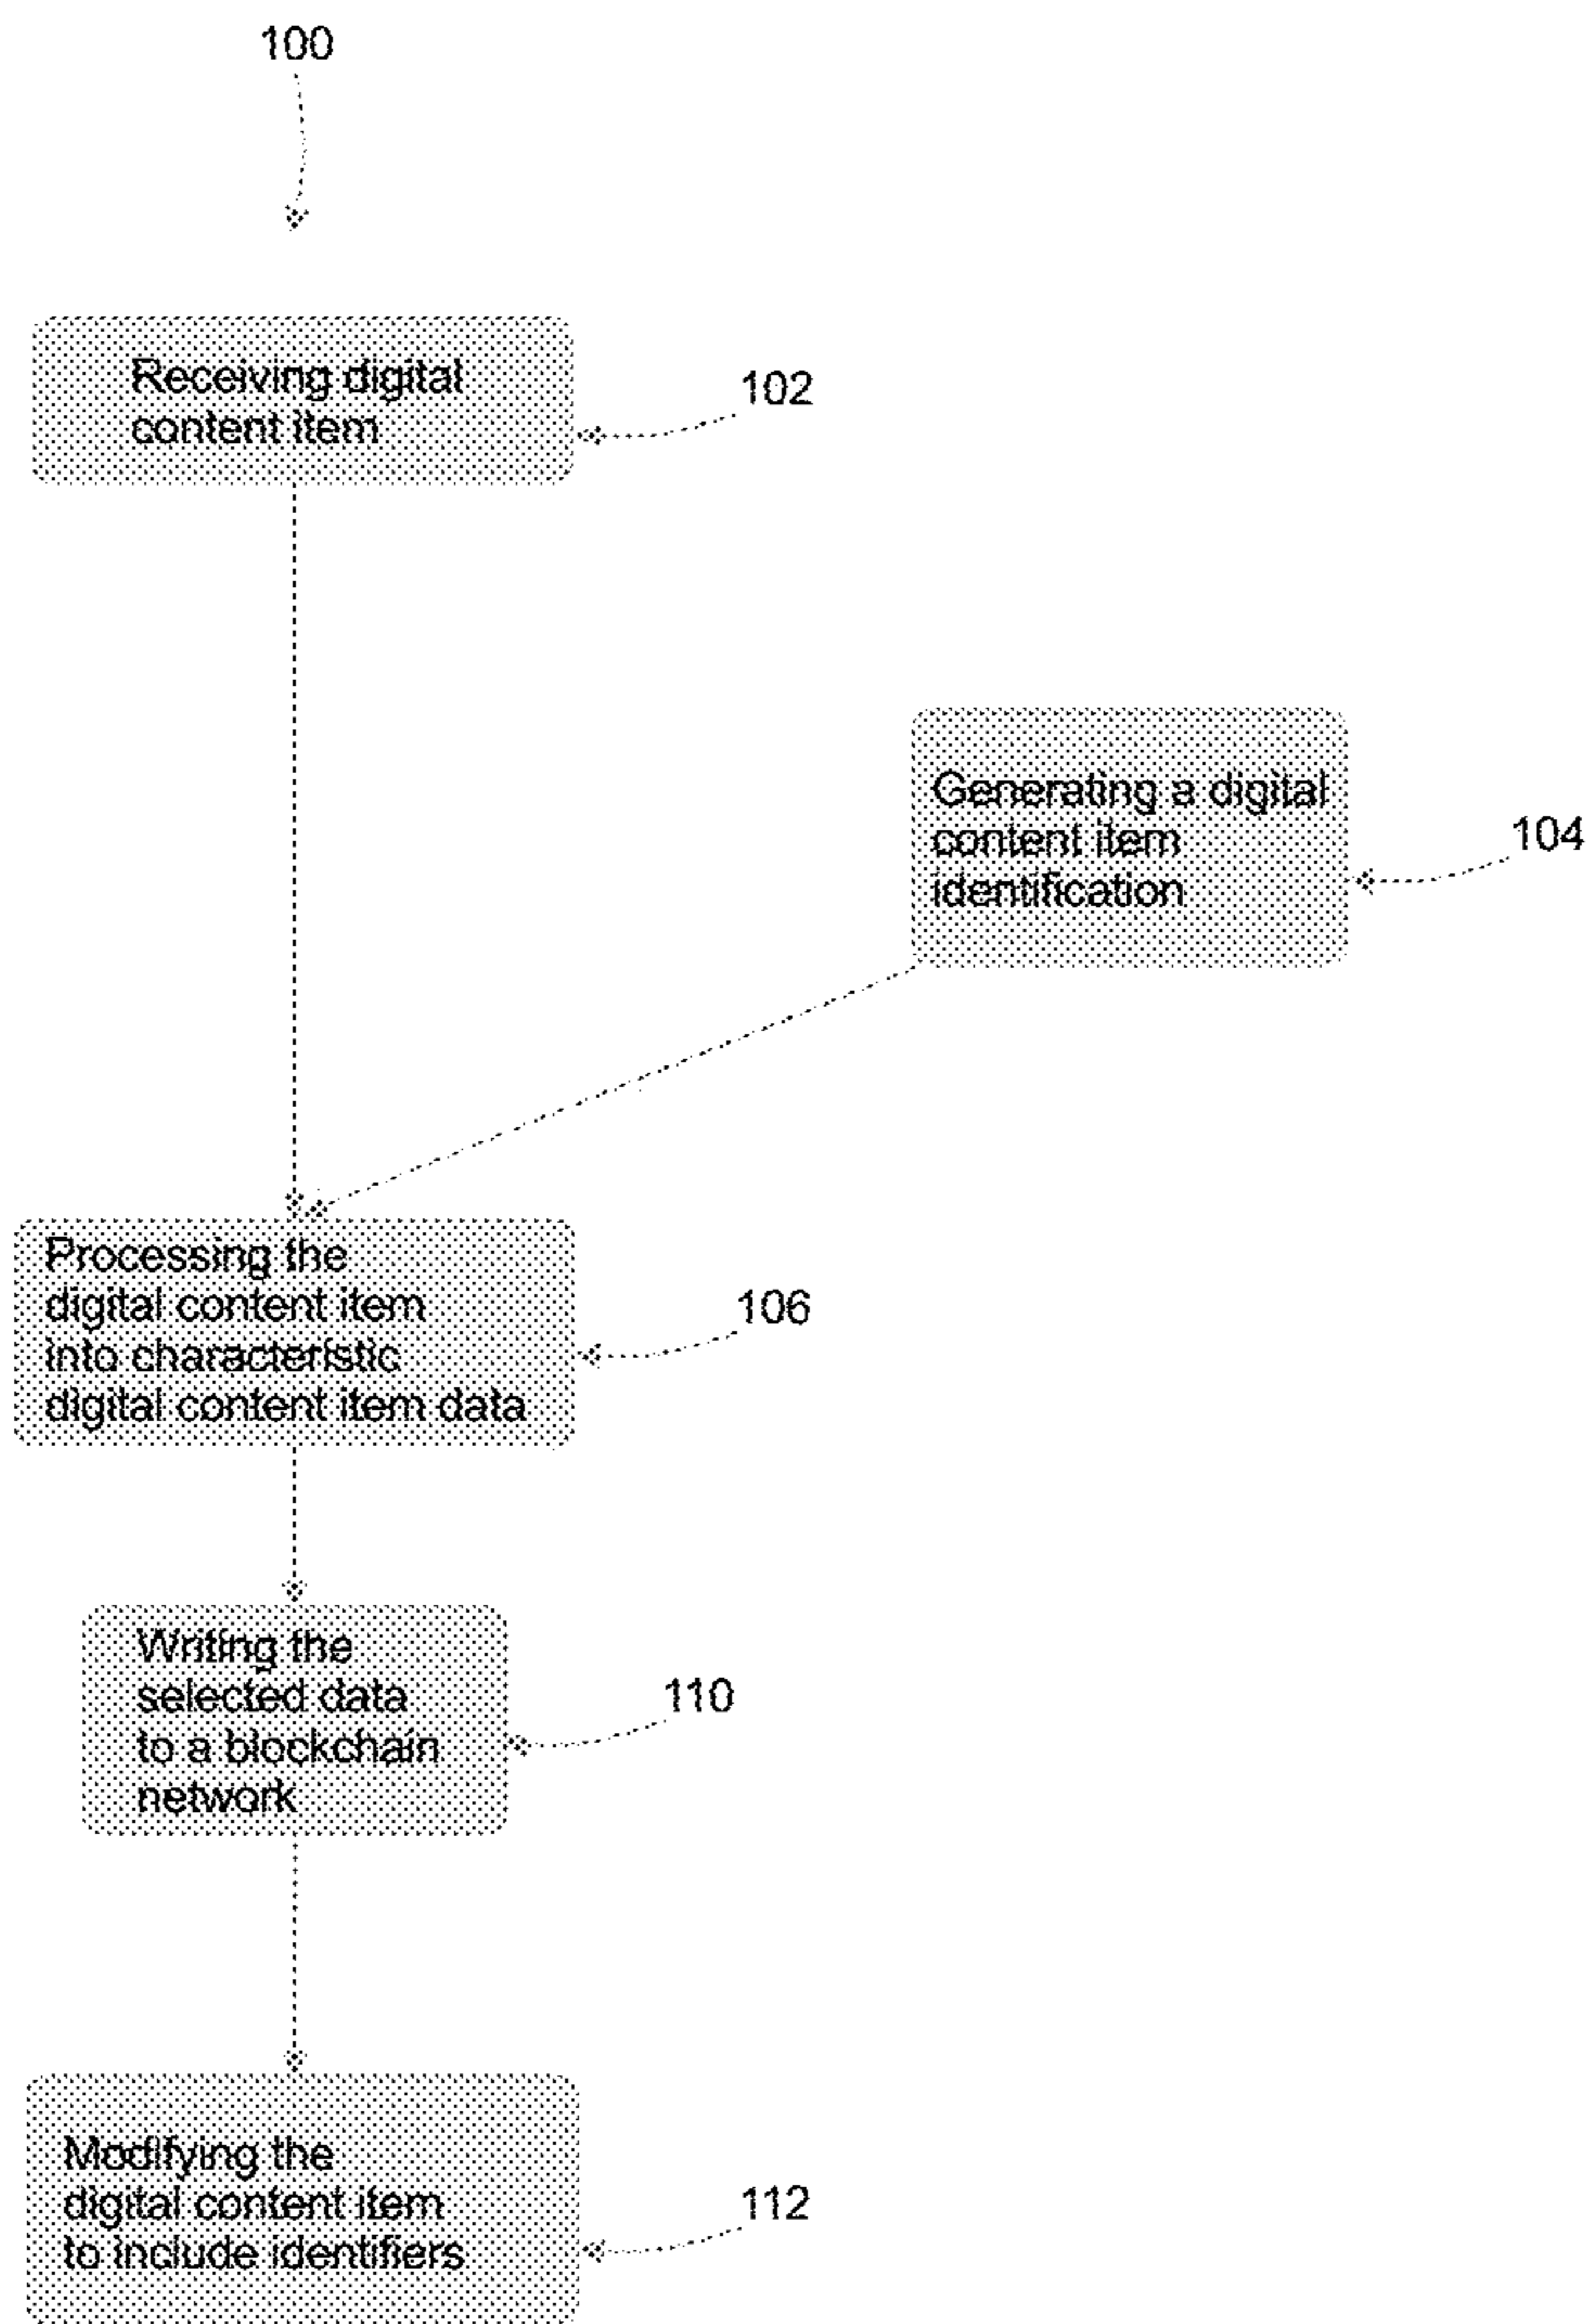 100
Receiving digital
content item
102
Generating a digital
content item
identification
104
Processing the
digital content item
into characteristic
digital content item data
106
Writing the
selected data
to a blockchain
network
110
Modifying the
digital content item
to include identifiers
112